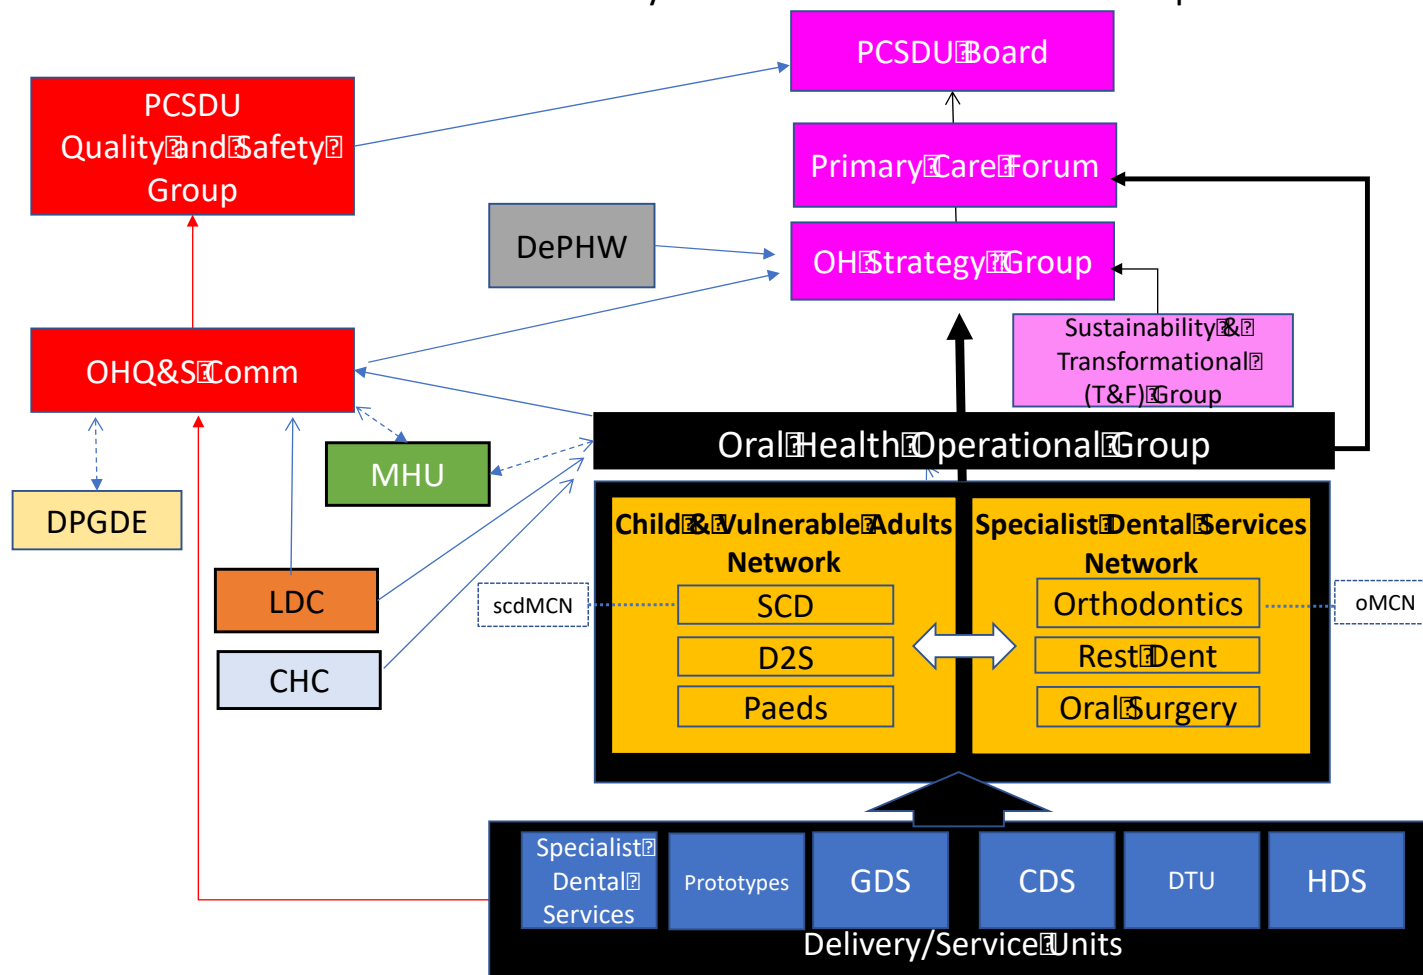 PCSDU Board
PCSDU
Quality and Safety
Group
Primary Care Forum
DePHW
OH Strategy Group
Sustainability &
Transformational
(T&F) Group
OHQ&S Comm
Oral Health Operational Group
MHU
DPGDE
Child & Vulnerable Adults
Network
Specialist Dental Services
Network
LDC
scdMCN
SCD
Orthodontics
oMCN
CHC
D2S
Rest Dent
Paeds
Oral Surgery
Specialist
Dental
Services
Prototypes
GDS
CDS
DTU
HDS
Delivery/Service Units